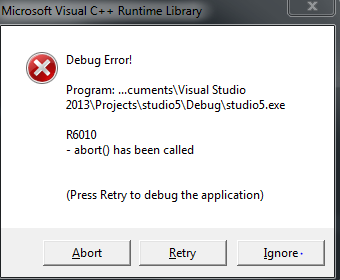 Microsoft Visual C++ Runtime Library
Debug Error!
Program: ...cuments\Visual Studio
2013\Projects\studio5\Debug\studio5.exe
R6010
- abort() has been called
(Press Retry to debug the application)
Abort
Retry
Ignore